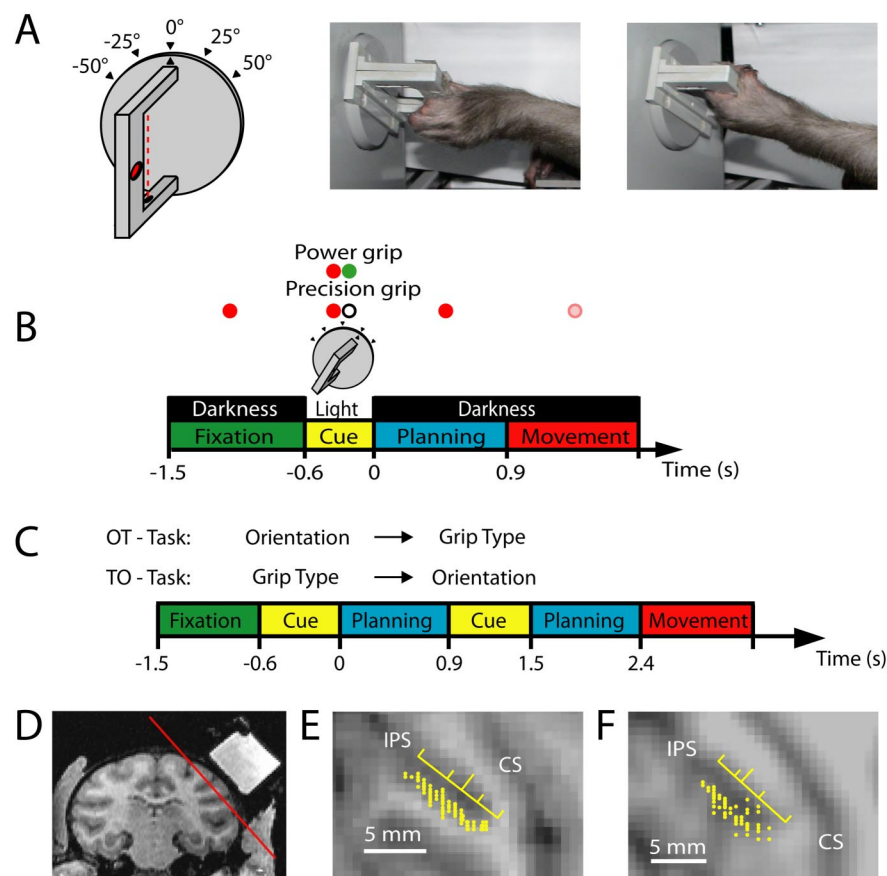 A
-50°
-25°
0°
25°
50°
Power grip
Precision grip
B
Darkness
Light
Darkness
Fixation
Cue
Planning
Movement
-1.5
-0.6
0
0.9
Time (s)
C
OT - Task: Orientation → Grip Type
TO - Task: Grip Type → Orientation
Fixation
Cue
Planning
Cue
Planning
Movement
-1.5
-0.6
0
0.9
1.5
2.4
Time (s)
D
E
IPS
CS
5 mm
F
IPS
CS
5 mm